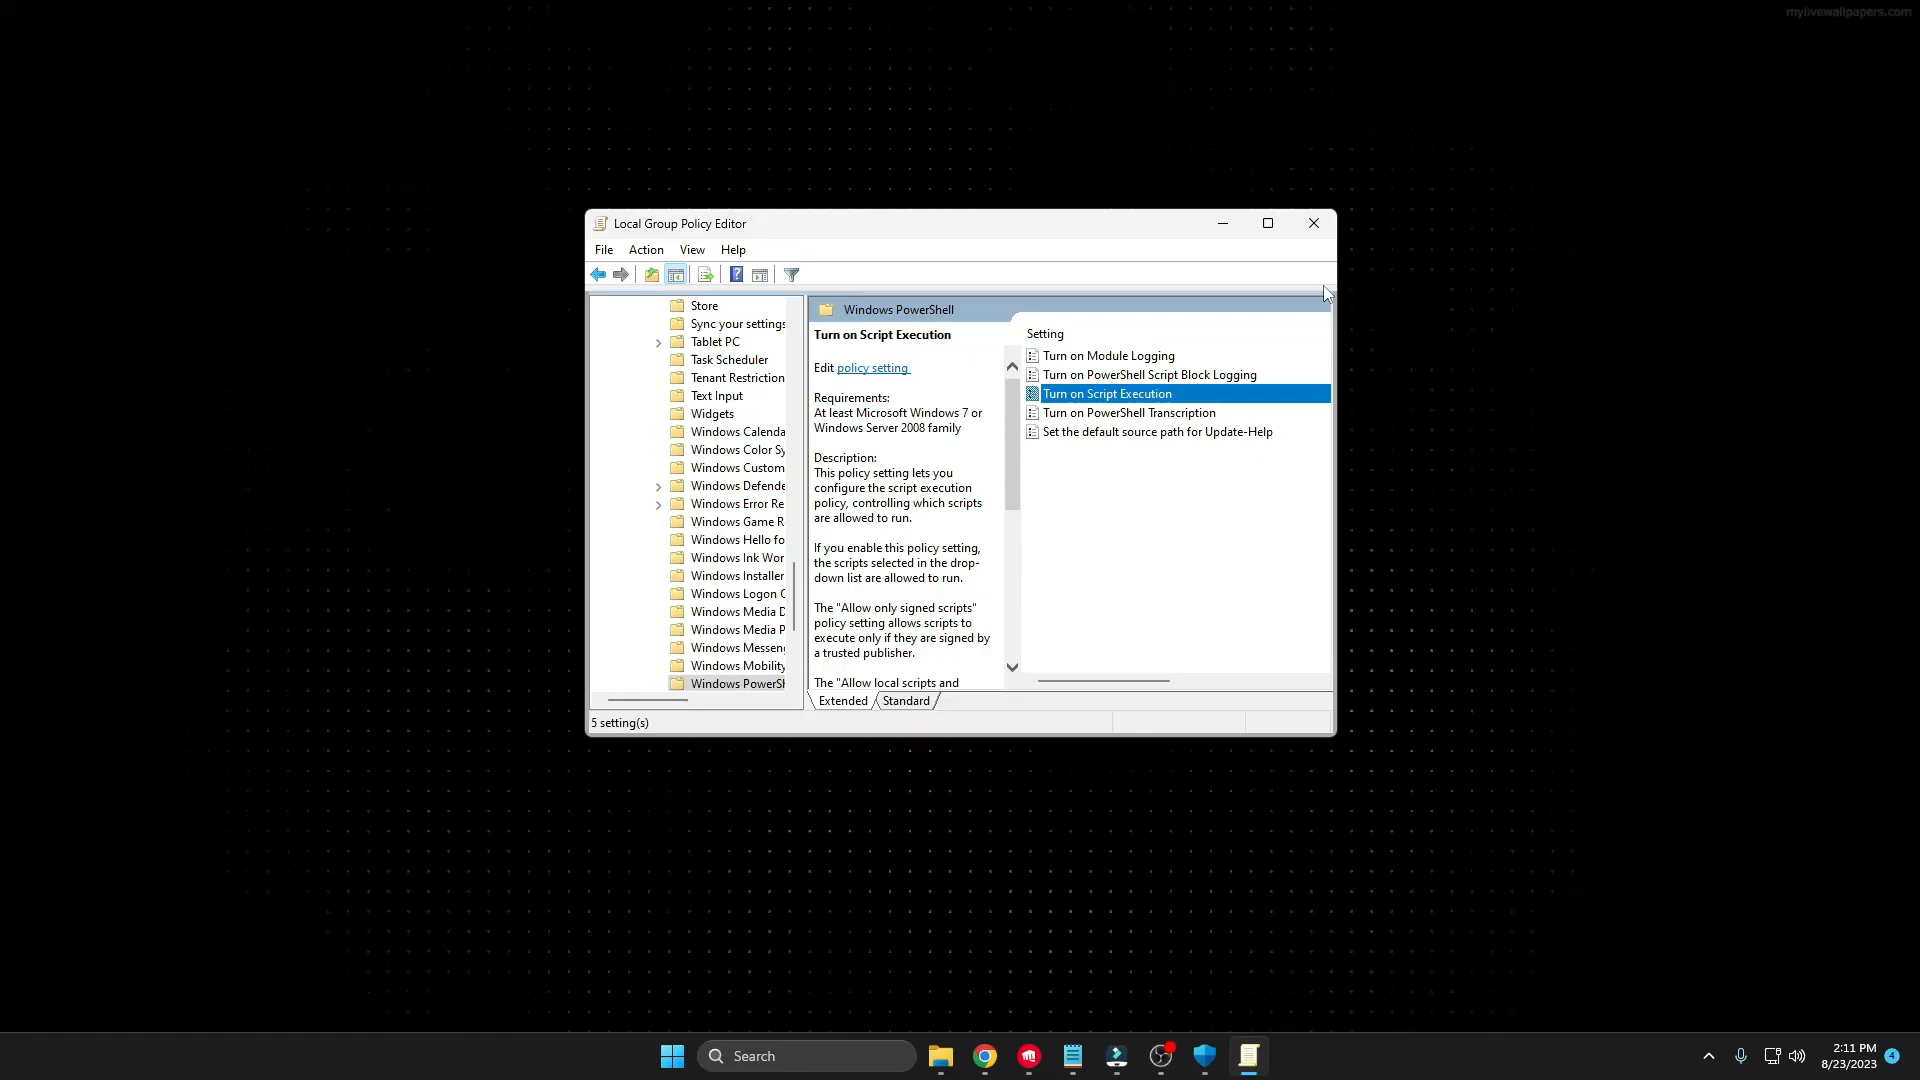 mylivewallpapers.com
Local Group Policy Editor
File Action View Help
Store
Sync your settings
Tablet PC
Task Scheduler
Tenant Restriction
Text Input
Widgets
Windows Calenda
Windows Color Sy
Windows Custom
Windows Defende
Windows Error Re
Windows Game R
Windows Hello fo
Windows Ink Wor
Windows Installer
Windows Logon O
Windows Media D
Windows Media P
Windows Messeng
Windows Mobility
Windows PowerSh
Windows PowerShell
Turn on Script Execution
Edit policy setting
Requirements:
At least Microsoft Windows 7 or
Windows Server 2008 family
Description:
This policy setting lets you
configure the script execution
policy, controlling which scripts
are allowed to run.
If you enable this policy setting,
the scripts selected in the drop-
down list are allowed to run.
The "Allow only signed scripts"
policy setting allows scripts to
execute only if they are signed by
a trusted publisher.
The "Allow local scripts and
Setting
Turn on Module Logging
Turn on PowerShell Script Block Logging
Turn on Script Execution
Turn on PowerShell Transcription
Set the default source path for Update-Help
Extended Standard
5 setting(s)
Search
2:11 PM
8/23/2023
4